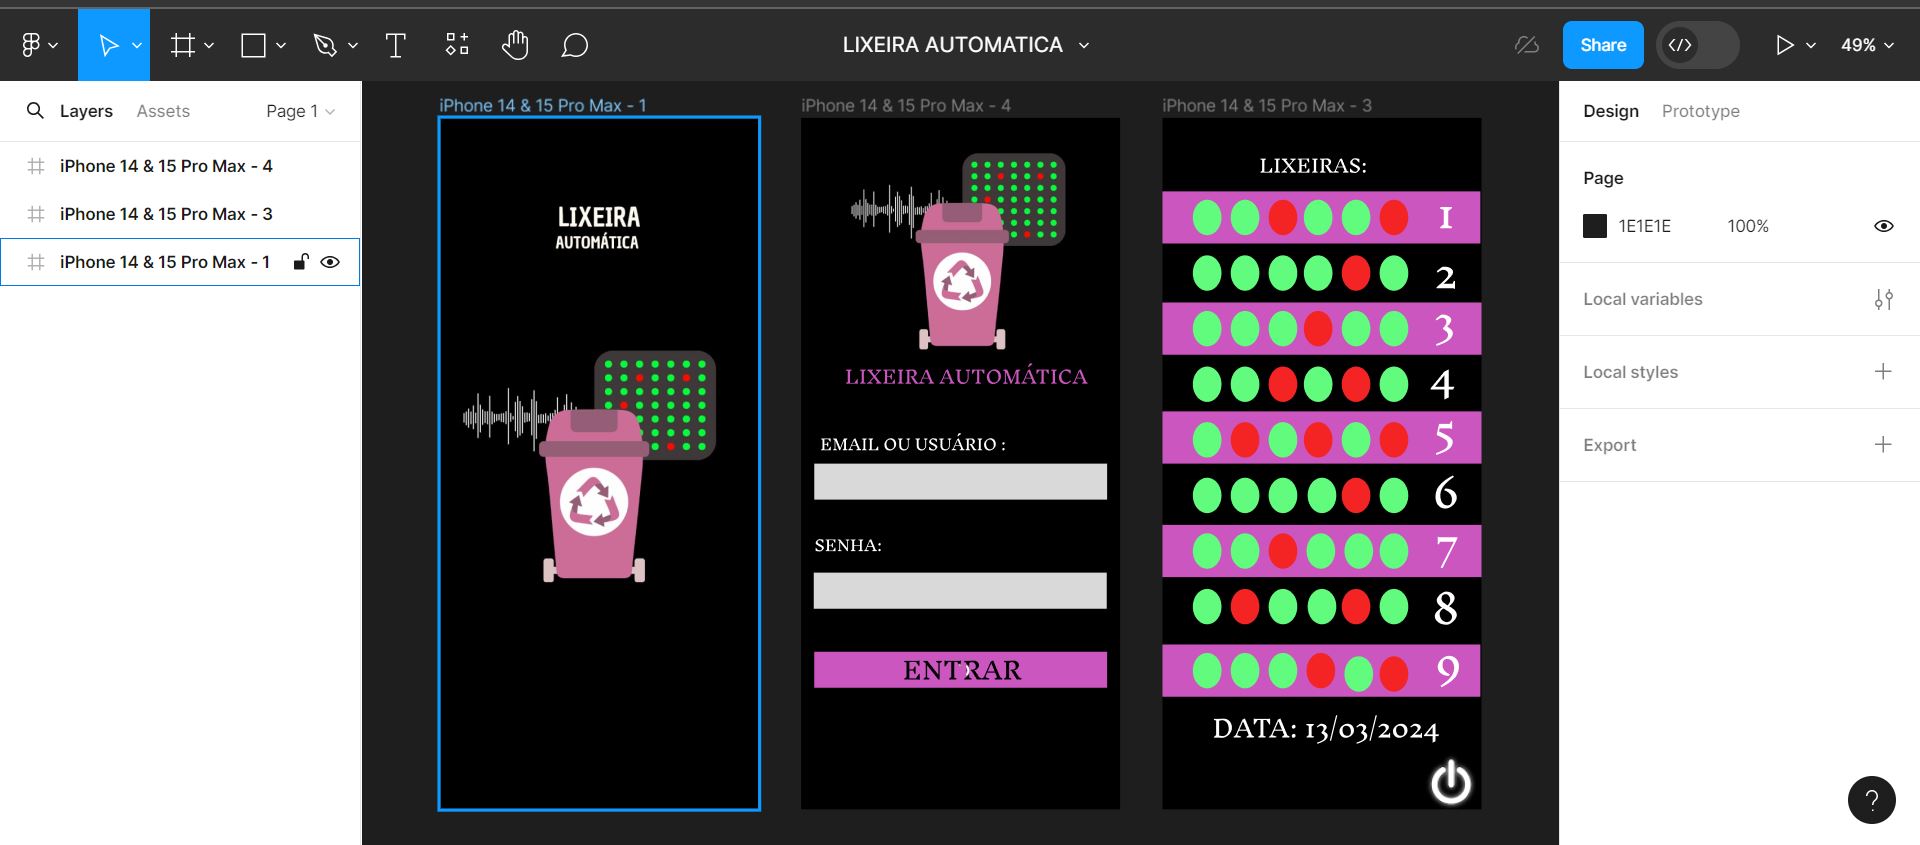 LIXEIRA AUTOMATICA
Share
49%
Layers
Assets
Page 1
iPhone 14 & 15 Pro Max - 4
iPhone 14 & 15 Pro Max - 3
iPhone 14 & 15 Pro Max - 1
iPhone 14 & 15 Pro Max - 1
LIXEIRA
AUTOMÁTICA
iPhone 14 & 15 Pro Max - 4
LIXEIRA AUTOMÁTICA
EMAIL OU USUÁRIO :
SENHA:
ENTRAR
iPhone 14 & 15 Pro Max - 3
LIXEIRAS:
1
2
3
4
5
6
7
8
9
DATA: 13/03/2024
Design
Prototype
Page
1E1E1E 100%
Local variables
Local styles
Export
?